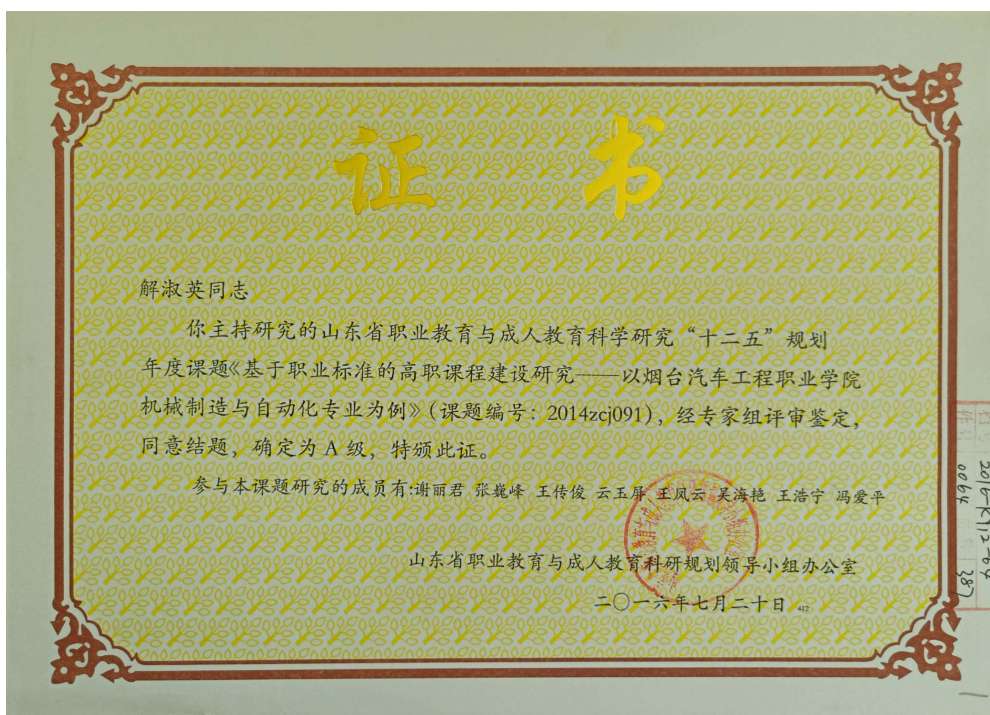 证 书
解淑英同志
你主持研究的山东省职业教育与成人教育科学研究“十二五”规划
年度课题《基于职业标准的高职课程建设研究——以烟台汽车工程职业学院
机械制造与自动化专业为例》（课题编号：2014zcj091），经专家组评审鉴定，
同意结题，确定为 A 级，特颁此证。
参与本课题研究的成员有:谢丽君 张巍峰 王传俊 云玉屏 王凤云 吴海艳 王浩宁 冯爱平
山东省职业教育与成人教育科研规划领导小组办公室
二〇一六年七月二十日 412
2016-KY12-64
0064
387